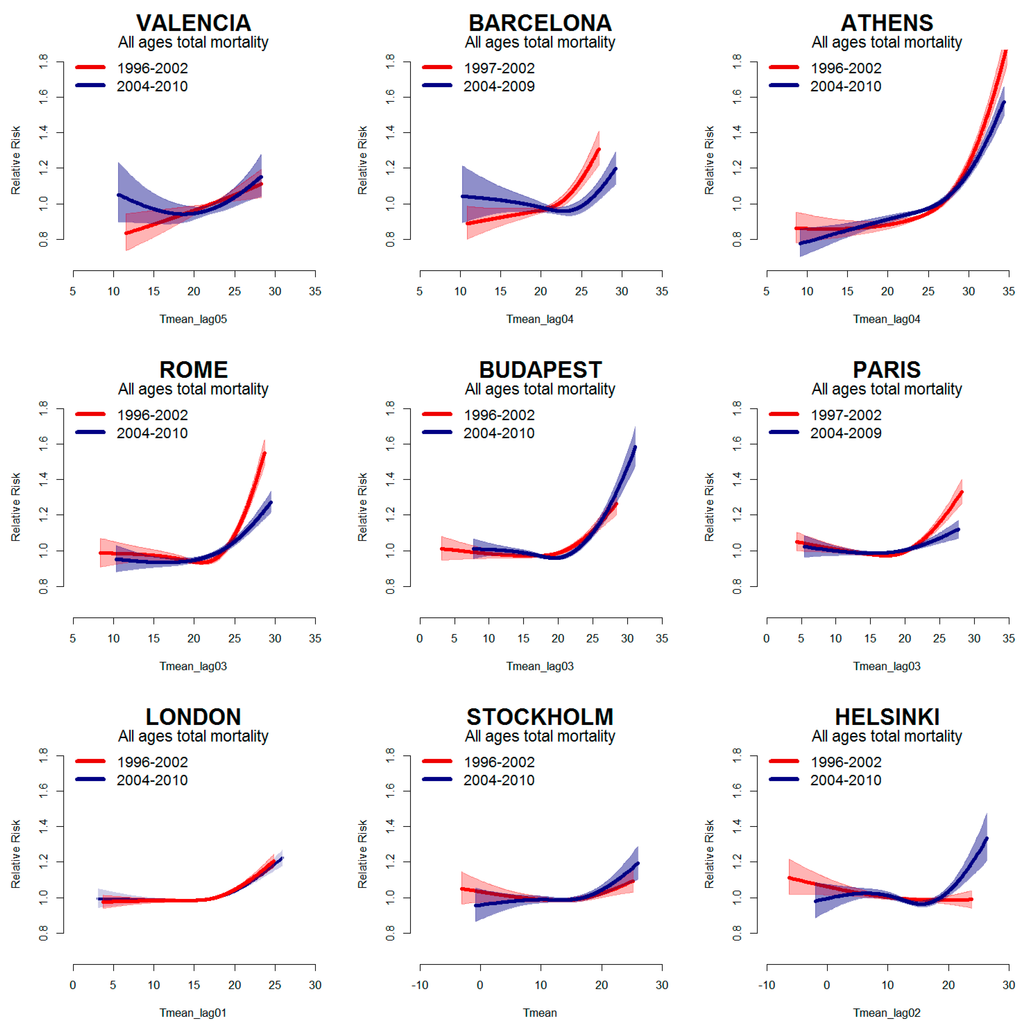 VALENCIA
All ages total mortality
1996-2002
2004-2010
Relative Risk
0.8 1.0 1.2 1.4 1.6 1.8
5 10 15 20 25 30 35
Tmean_lag05
BARCELONA
All ages total mortality
1997-2002
2004-2009
Relative Risk
0.8 1.0 1.2 1.4 1.6 1.8
5 10 15 20 25 30 35
Tmean_lag04
ATHENS
All ages total mortality
1996-2002
2004-2010
Relative Risk
0.8 1.0 1.2 1.4 1.6 1.8
5 10 15 20 25 30 35
Tmean_lag04
ROME
All ages total mortality
1996-2002
2004-2010
Relative Risk
0.8 1.0 1.2 1.4 1.6 1.8
5 10 15 20 25 30 35
Tmean_lag03
BUDAPEST
All ages total mortality
1996-2002
2004-2010
Relative Risk
0.8 1.0 1.2 1.4 1.6 1.8
0 5 10 15 20 25 30 35
Tmean_lag03
PARIS
All ages total mortality
1997-2002
2004-2009
Relative Risk
0.8 1.0 1.2 1.4 1.6 1.8
0 5 10 15 20 25 30 35
Tmean_lag03
LONDON
All ages total mortality
1996-2002
2004-2010
Relative Risk
0.8 1.0 1.2 1.4 1.6 1.8
0 5 10 15 20 25 30
Tmean_lag01
STOCKHOLM
All ages total mortality
1996-2002
2004-2010
Relative Risk
0.8 1.0 1.2 1.4 1.6 1.8
-10 0 10 20 30
Tmean
HELSINKI
All ages total mortality
1996-2002
2004-2010
Relative Risk
0.8 1.0 1.2 1.4 1.6 1.8
-10 0 10 20 30
Tmean_lag02